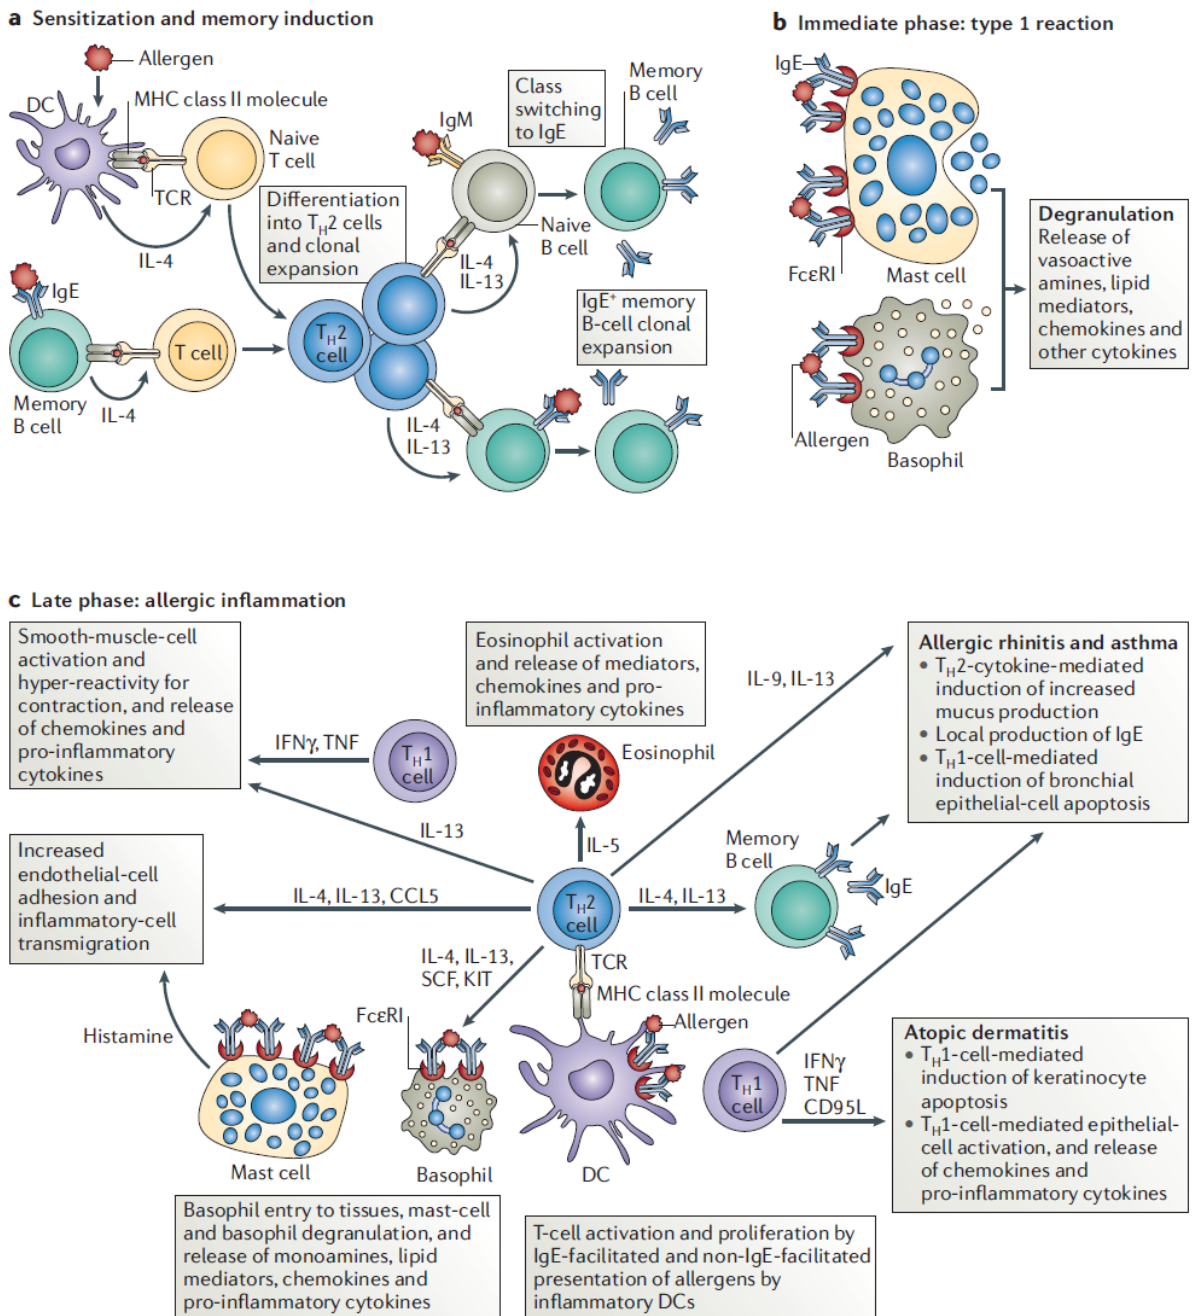 a Sensitization and memory induction
Allergen
DC
MHC class II molecule
Naive
T cell
TCR
IL-4
Differentiation
into TH2 cells
and clonal
expansion
IgM
Class
switching
to IgE
Memory
B cell
Naive
B cell
IL-4
IL-13
IgE
T cell
Memory
B cell
IL-4
TH2
cell
IL-4
IL-13
IgE+ memory
B-cell clonal
expansion
b Immediate phase: type 1 reaction
IgE
FcεRI
Mast cell
Allergen
Basophil
Degranulation
Release of
vasoactive
amines, lipid
mediators,
chemokines and
other cytokines
c Late phase: allergic inflammation
Smooth-muscle-cell
activation and
hyper-reactivity for
contraction, and release
of chemokines and
pro-inflammatory
cytokines
IFNγ, TNF
TH1
cell
Eosinophil activation
and release of mediators,
chemokines and pro-
inflammatory cytokines
Eosinophil
IL-9, IL-13
Allergic rhinitis and asthma
• TH2-cytokine-mediated
induction of increased
mucus production
• Local production of IgE
• TH1-cell-mediated
induction of bronchial
epithelial-cell apoptosis
IL-13
IL-5
Increased
endothelial-cell
adhesion and
inflammatory-cell
transmigration
IL-4, IL-13, CCL5
TH2
cell
IL-4, IL-13
Memory
B cell
IgE
IL-4, IL-13,
SCF, KIT
TCR
MHC class II molecule
Allergen
Histamine
FcεRI
Mast cell
Basophil
DC
TH1
cell
IFNγ
TNF
CD95L
Atopic dermatitis
• TH1-cell-mediated
induction of keratinocyte
apoptosis
• TH1-cell-mediated epithelial-
cell activation, and release
of chemokines and
pro-inflammatory cytokines
Basophil entry to tissues, mast-cell
and basophil degranulation, and
release of monoamines, lipid
mediators, chemokines and
pro-inflammatory cytokines
T-cell activation and proliferation by
IgE-facilitated and non-IgE-facilitated
presentation of allergens by
inflammatory DCs